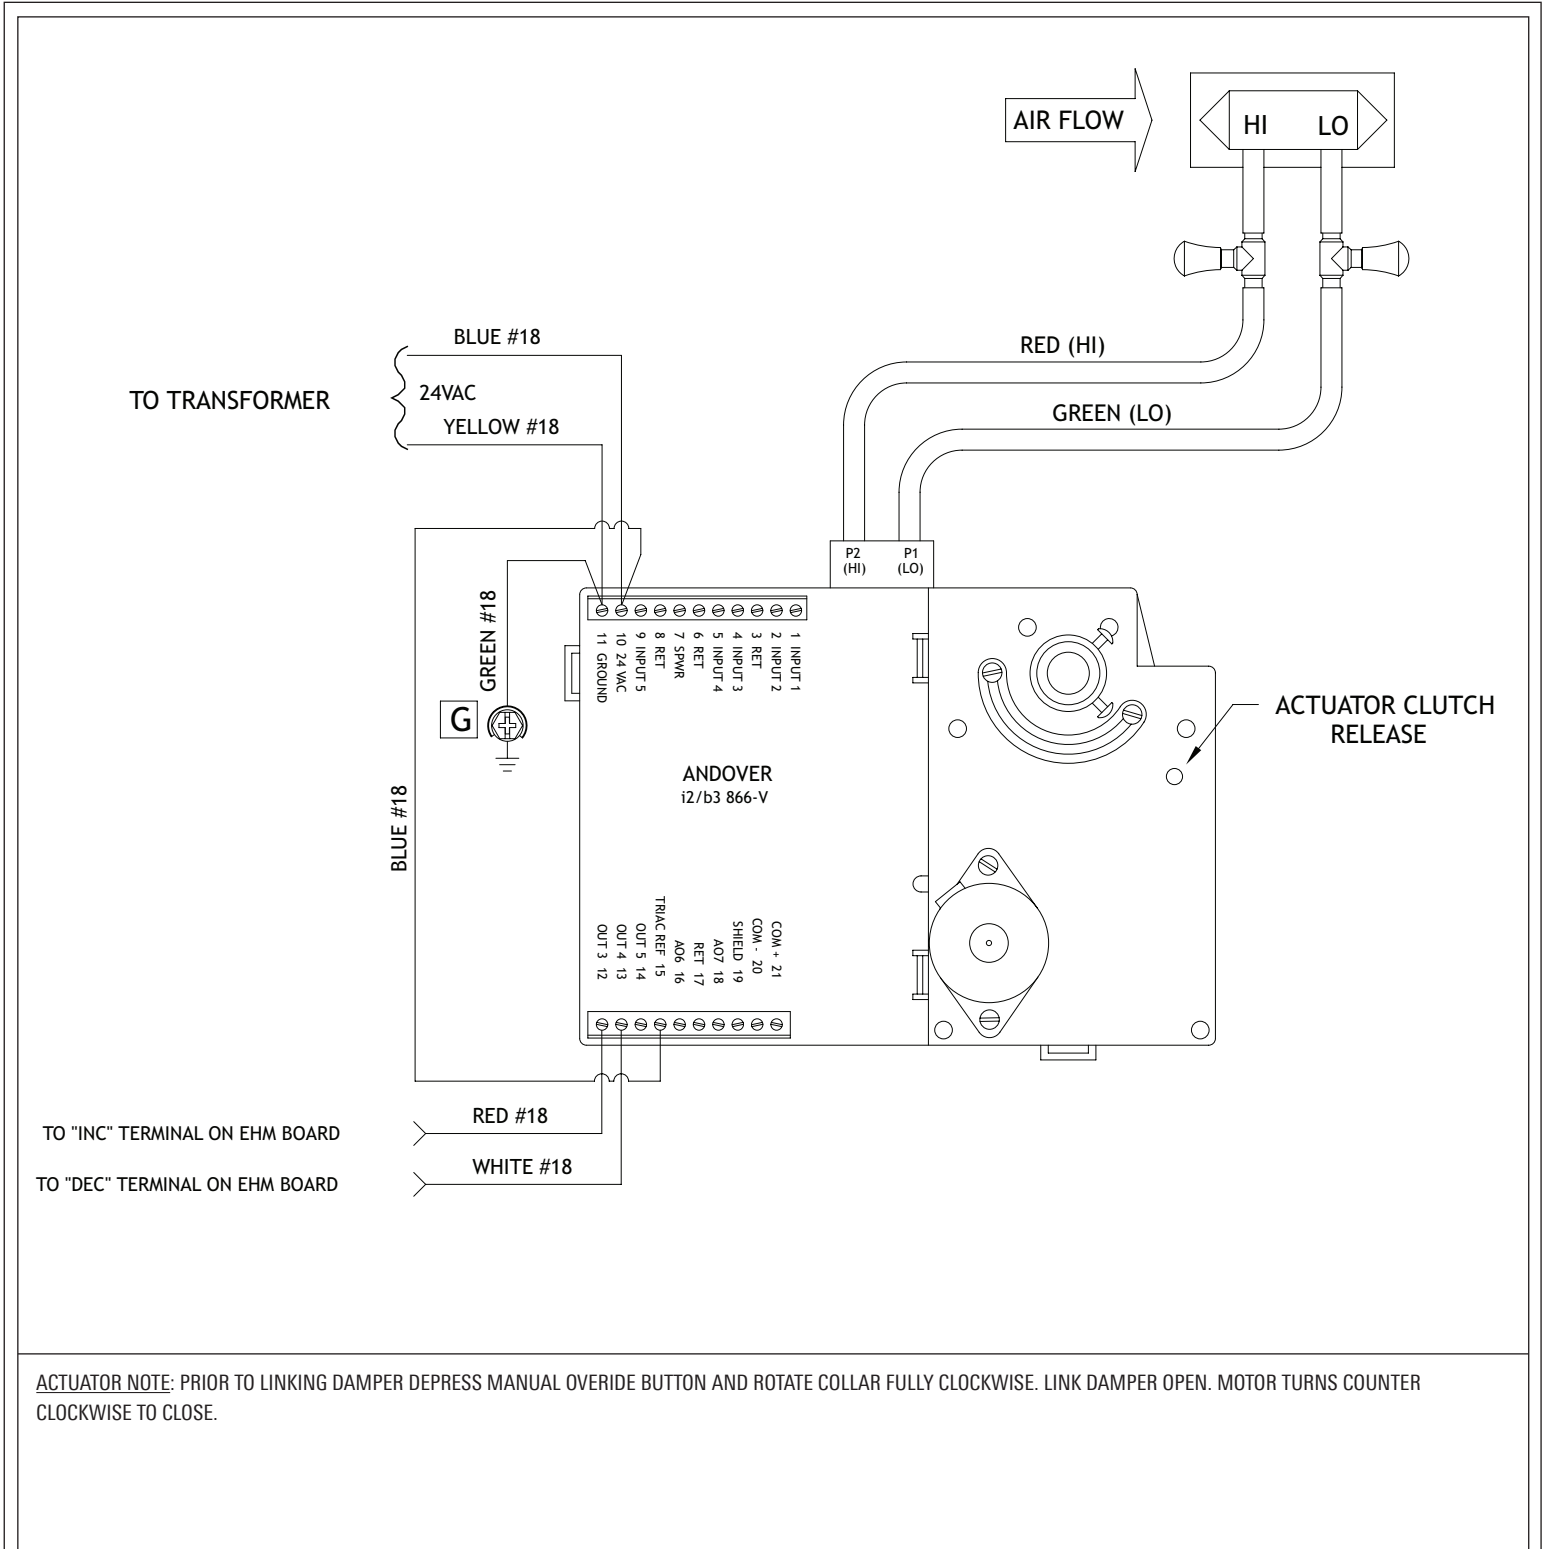 AIR FLOW
HI
LO
BLUE #18
RED (HI)
TO TRANSFORMER
24VAC
YELLOW #18
GREEN (LO)
P2
(HI)
P1
(LO)
GREEN #18
11 GROUND
10 24 VAC
9 INPUT 5
8 RET
7 SPWR
6 RET
5 INPUT 4
4 INPUT 3
3 RET
2 INPUT 2
1 INPUT 1
G
ACTUATOR CLUTCH
RELEASE
ANDOVER
i2/b3 866-V
BLUE #18
OUT 3 12
OUT 4 13
OUT 5 14
TRIAC REF 15
AO6 16
RET 17
AO7 18
SHIELD 19
COM - 20
COM + 21
RED #18
TO "INC" TERMINAL ON EHM BOARD
WHITE #18
TO "DEC" TERMINAL ON EHM BOARD
ACTUATOR NOTE: PRIOR TO LINKING DAMPER DEPRESS MANUAL OVERIDE BUTTON AND ROTATE COLLAR FULLY CLOCKWISE. LINK DAMPER OPEN. MOTOR TURNS COUNTER
CLOCKWISE TO CLOSE.